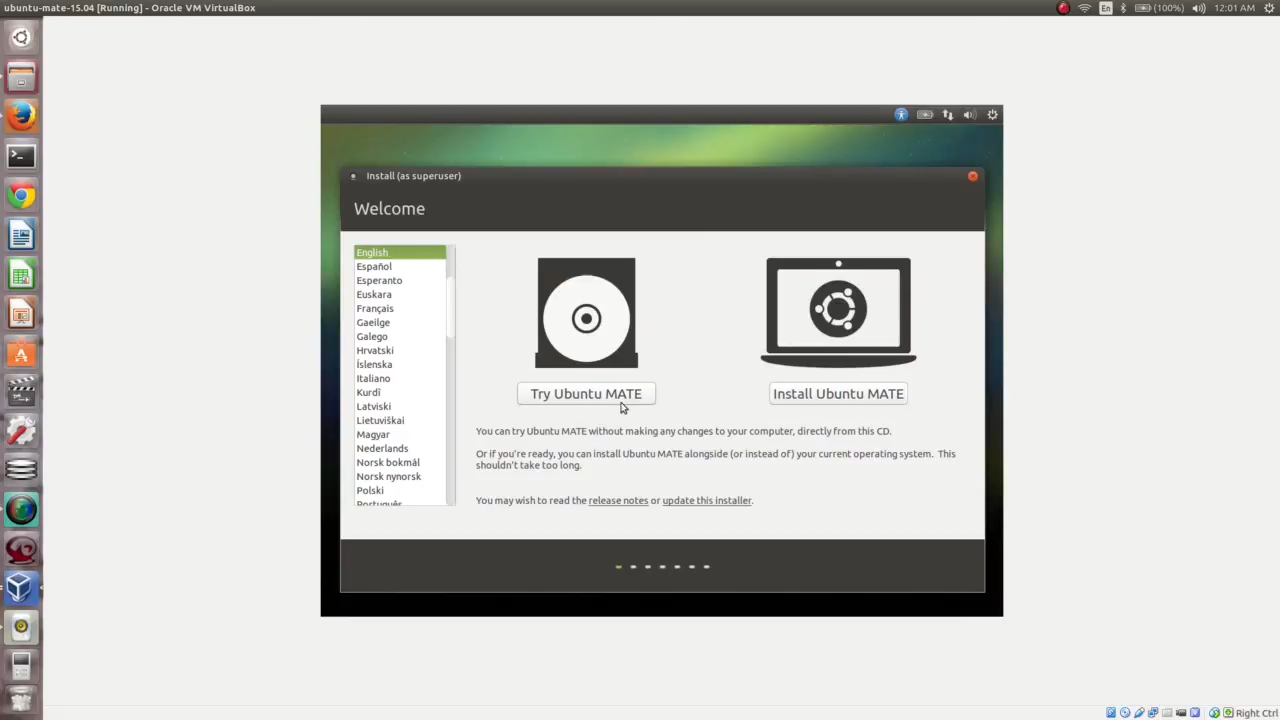 ubuntu-mate-15.04 [Running] - Oracle VM VirtualBox
En
(100%)
12:01 AM
Install (as superuser)
Welcome
English
Español
Esperanto
Euskara
Français
Gaeilge
Galego
Hrvatski
Íslenska
Italiano
Kurdî
Latviski
Lietuviškai
Magyar
Nederlands
Norsk bokmål
Norsk nynorsk
Polski
Português
Try Ubuntu MATE
Install Ubuntu MATE
You can try Ubuntu MATE without making any changes to your computer, directly from this CD.
Or if you're ready, you can install Ubuntu MATE alongside (or instead of) your current operating system. This
shouldn't take too long.
You may wish to read the release notes or update this installer.
Right Ctrl